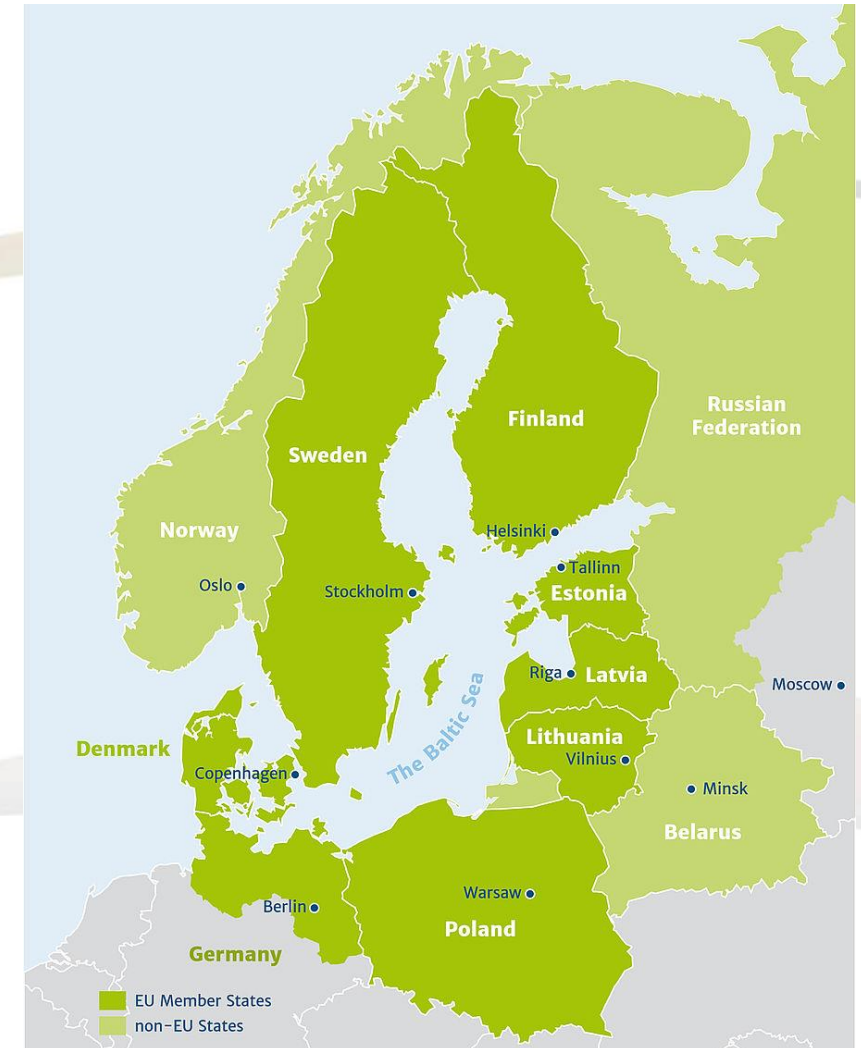 Russian
Federation
Finland
Sweden
Norway
Helsinki
Tallinn
Oslo
Stockholm
Estonia
Riga
Latvia
Moscow
The Baltic Sea
Lithuania
Denmark
Vilnius
Copenhagen
Minsk
Belarus
Warsaw
Berlin
Poland
Germany
EU Member States
non-EU States